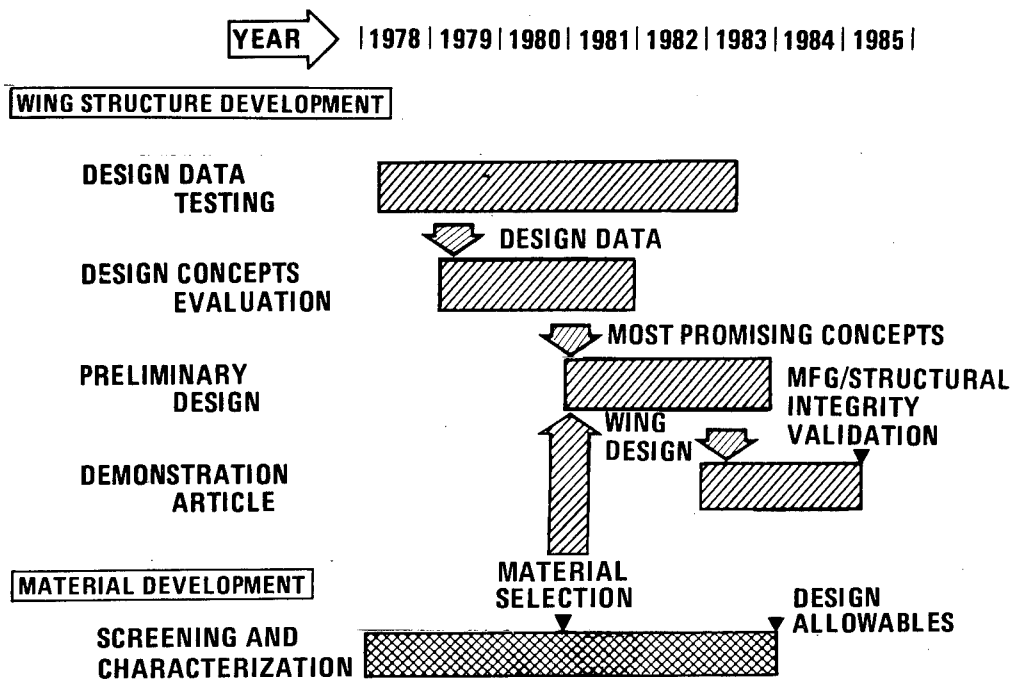 YEAR | 1978 | 1979 | 1980 | 1981 | 1982 | 1983 | 1984 | 1985 |
WING STRUCTURE DEVELOPMENT
DESIGN DATA
TESTING
DESIGN DATA
DESIGN CONCEPTS
EVALUATION
MOST PROMISING CONCEPTS
PRELIMINARY
DESIGN
MFG/STRUCTURAL
INTEGRITY
VALIDATION
WING
DESIGN
DEMONSTRATION
ARTICLE
MATERIAL DEVELOPMENT
MATERIAL
SELECTION
DESIGN
ALLOWABLES
SCREENING AND
CHARACTERIZATION